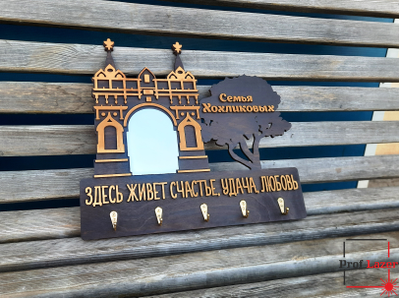 Семья
Хохликовых
ЗДЕСЬ ЖИВЕТ СЧАСТЬЕ, УДАЧА, ЛЮБОВЬ
Prof Laser